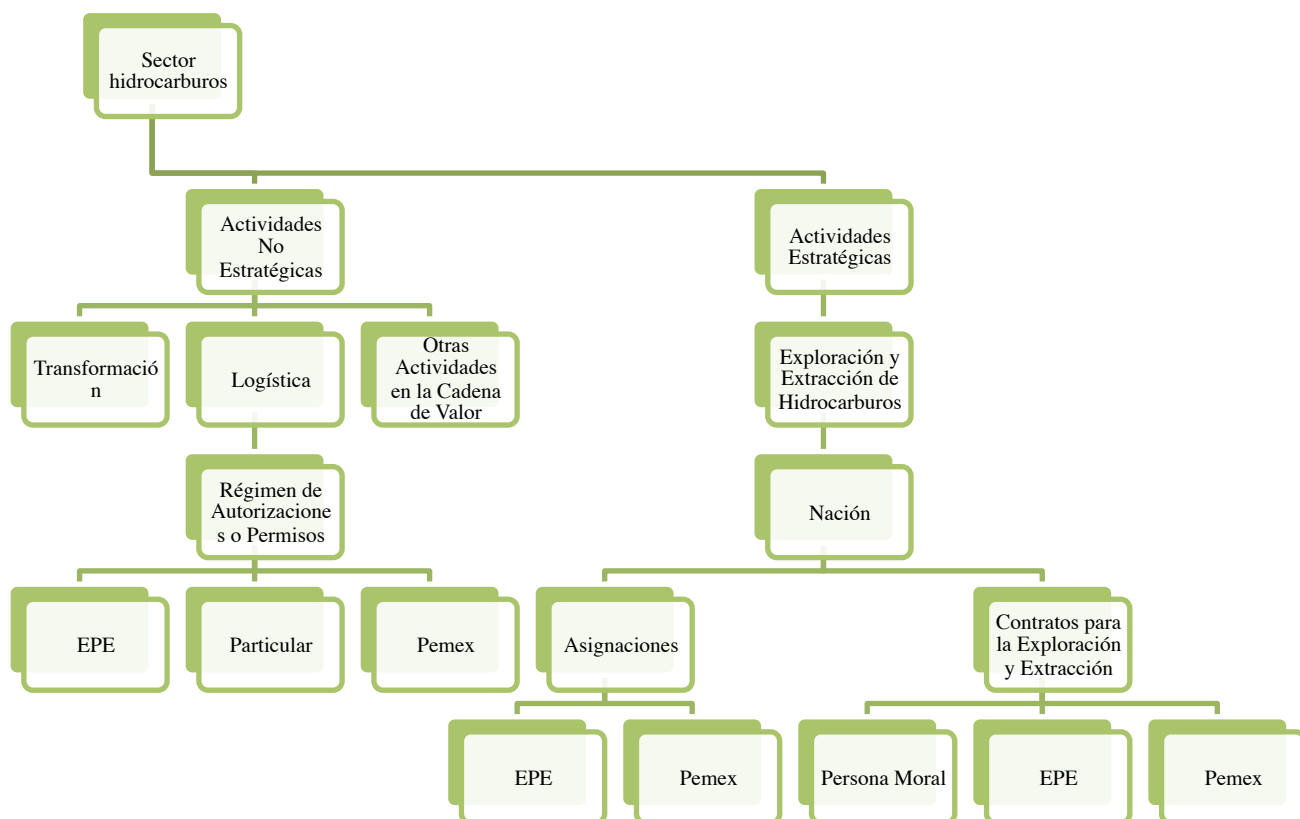 Sector
hidrocarburos
Actividades
No
Estratégicas
Actividades
Estratégicas
Transformació
n
Logística
Otras
Actividades
en la Cadena
de Valor
Exploración y
Extracción de
Hidrocarburos
Régimen de
Autorizacione
s o Permisos
Nación
EPE
Particular
Pemex
Asignaciones
Contratos para
la Exploración
y Extracción
EPE
Pemex
Persona Moral
EPE
Pemex